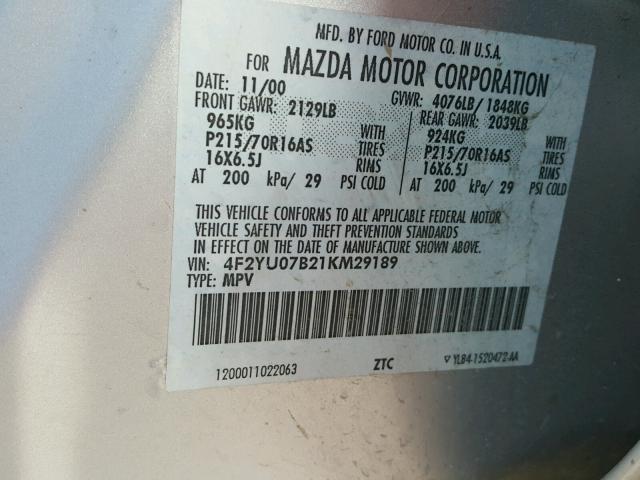 MFD. BY FORD MOTOR CO. IN U.S.A.
FOR MAZDA MOTOR CORPORATION
DATE: 11/00 GVWR: 4076LB/ 1848KG
FRONT GAWR: 2129LB REAR GAWR: 2039LB
965KG WITH 924KG WITH
P215/70R16AS TIRES P215/70R16AS TIRES
16X6.5J RIMS 16X6.5J RIMS
AT 200 kPa/ 29 PSI COLD AT 200 kPa/ 29 PSI COLD
THIS VEHICLE CONFORMS TO ALL APPLICABLE FEDERAL MOTOR
VEHICLE SAFETY AND THEFT PREVENTION STANDARDS
IN EFFECT ON THE DATE OF MANUFACTURE SHOWN ABOVE.
VIN: 4F2YU07B21KM29189
TYPE: MPV
1200011022063 ZTC YL84-1520472-AA